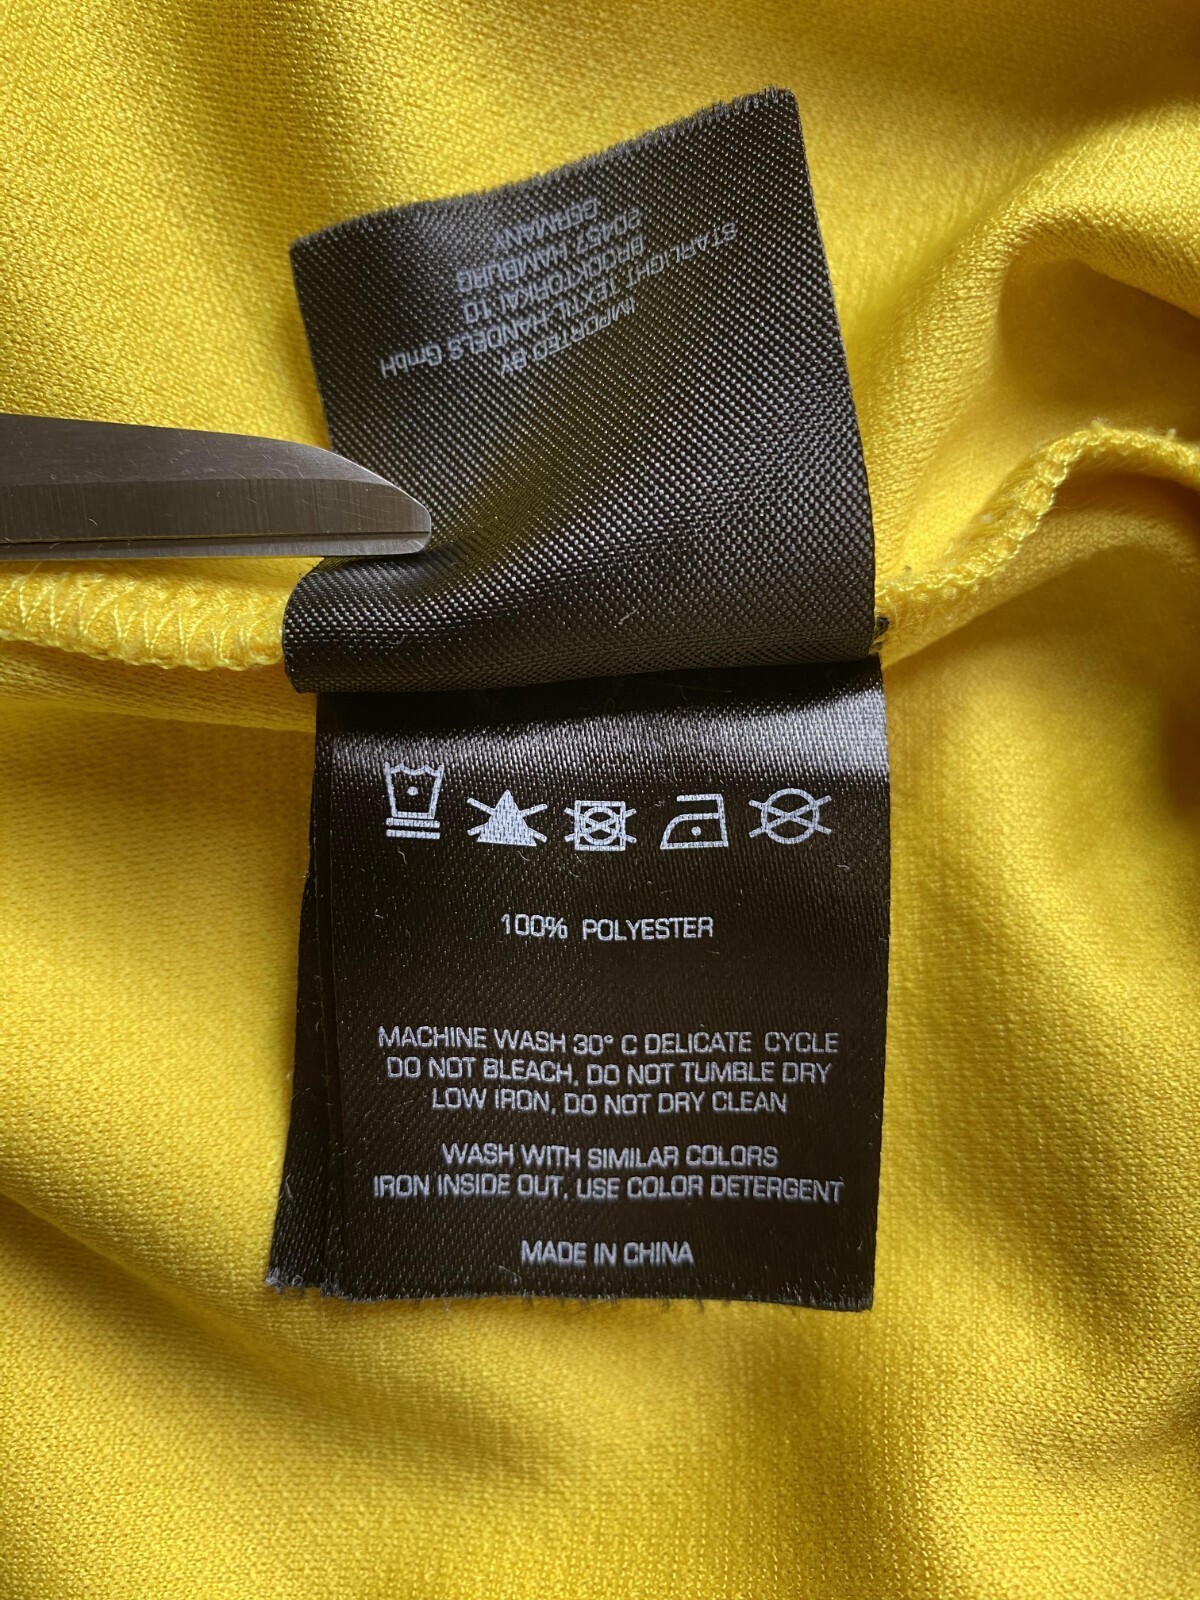 IMPORTED BY
STARLIGHT TEXTIL-HANDELS GmbH
BROOKTORKAI 10
20457 HAMBURG
GERMANY
100% POLYESTER
MACHINE WASH 30° C DELICATE CYCLE
DO NOT BLEACH, DO NOT TUMBLE DRY
LOW IRON, DO NOT DRY CLEAN
WASH WITH SIMILAR COLORS
IRON INSIDE OUT, USE COLOR DETERGENT
MADE IN CHINA